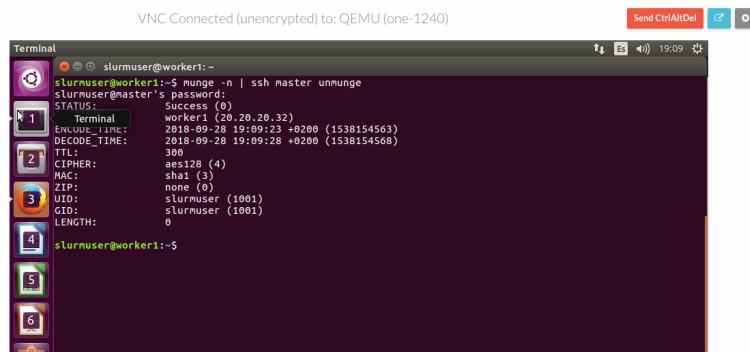 VNC Connected (unencrypted) to: QEMU (one-1240)
Send CtrlAltDel
Terminal
Es
19:09
slurmuser@worker1: ~
slurmuser@worker1:~$ munge -n | ssh master unmunge
slurmuser@master's password:
STATUS: Success (0)
worker1 (20.20.20.32)
ENCODE_TIME: 2018-09-28 19:09:23 +0200 (1538154563)
DECODE_TIME: 2018-09-28 19:09:28 +0200 (1538154568)
TTL: 300
CIPHER: aes128 (4)
MAC: sha1 (3)
ZIP: none (0)
UID: slurmuser (1001)
GID: slurmuser (1001)
LENGTH: 0
slurmuser@worker1:~$
1
Terminal
2
3
4
5
6